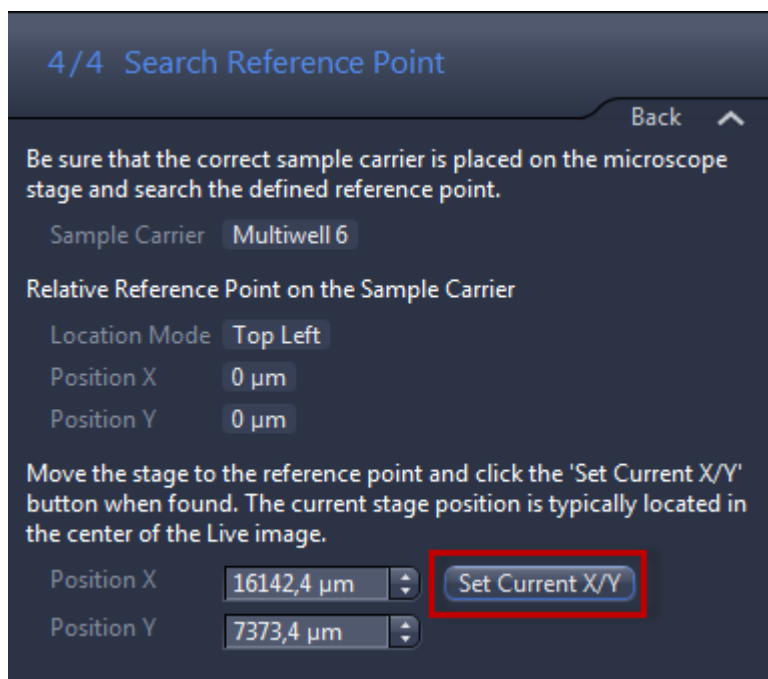 4/4 Search Reference Point
Back
Be sure that the correct sample carrier is placed on the microscope
stage and search the defined reference point.
Sample Carrier Multiwell 6
Relative Reference Point on the Sample Carrier
Location Mode Top Left
Position X 0 µm
Position Y 0 µm
Move the stage to the reference point and click the 'Set Current X/Y'
button when found. The current stage position is typically located in
the center of the Live image.
Position X 16142,4 µm Set Current X/Y
Position Y 7373,4 µm